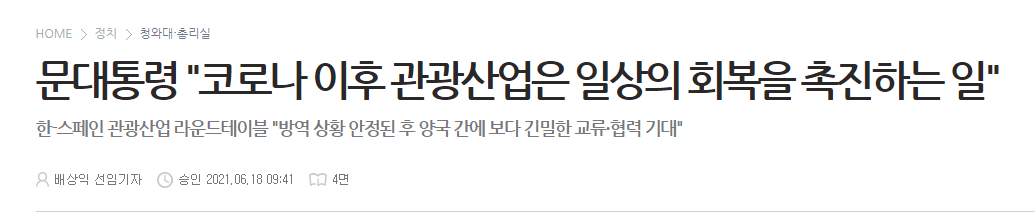 HOME > 정치 > 청와대·총리실
문대통령 "코로나 이후 관광산업은 일상의 회복을 촉진하는 일"
한-스페인 관광산업 라운드테이블 "방역 상황 안정된 후 양국 간에 보다 긴밀한 교류·협력 기대"
배상익 선임기자 승인 2021.06.18 09:41 4면